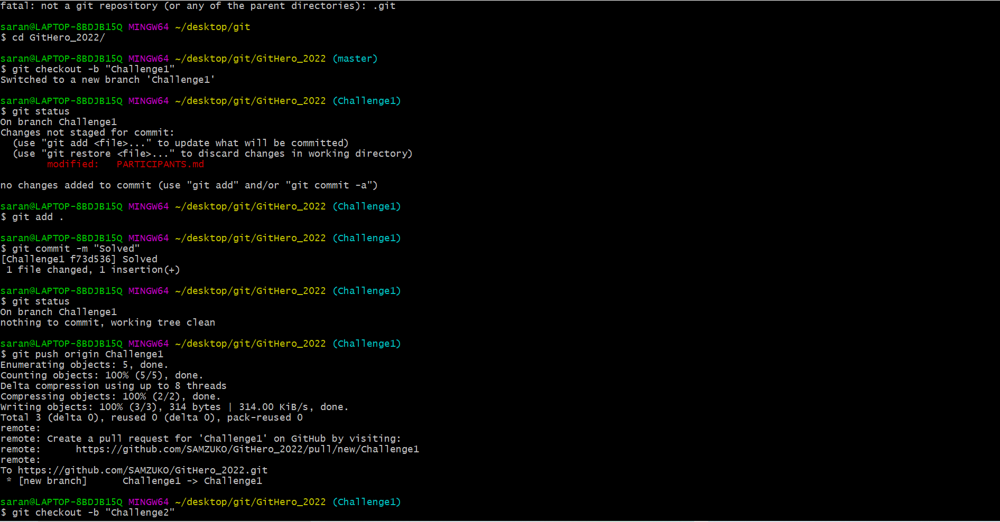 fatal: not a git repository (or any of the parent directories): .git
saran@LAPTOP-8BDJB15Q MINGW64 ~/desktop/git
$ cd GitHero_2022/
saran@LAPTOP-8BDJB15Q MINGW64 ~/desktop/git/GitHero_2022 (master)
$ git checkout -b "Challenge1"
Switched to a new branch 'Challenge1'
saran@LAPTOP-8BDJB15Q MINGW64 ~/desktop/git/GitHero_2022 (Challenge1)
$ git status
On branch Challenge1
Changes not staged for commit:
  (use "git add <file>..." to update what will be committed)
  (use "git restore <file>..." to discard changes in working directory)
        modified:   PARTICIPANTS.md
no changes added to commit (use "git add" and/or "git commit -a")
saran@LAPTOP-8BDJB15Q MINGW64 ~/desktop/git/GitHero_2022 (Challenge1)
$ git add .
saran@LAPTOP-8BDJB15Q MINGW64 ~/desktop/git/GitHero_2022 (Challenge1)
$ git commit -m "Solved"
[Challenge1 f73d536] Solved
 1 file changed, 1 insertion(+)
saran@LAPTOP-8BDJB15Q MINGW64 ~/desktop/git/GitHero_2022 (Challenge1)
$ git status
On branch Challenge1
nothing to commit, working tree clean
saran@LAPTOP-8BDJB15Q MINGW64 ~/desktop/git/GitHero_2022 (Challenge1)
$ git push origin Challenge1
Enumerating objects: 5, done.
Counting objects: 100% (5/5), done.
Delta compression using up to 8 threads
Compressing objects: 100% (2/2), done.
Writing objects: 100% (3/3), 314 bytes | 314.00 KiB/s, done.
Total 3 (delta 0), reused 0 (delta 0), pack-reused 0
remote:
remote: Create a pull request for 'Challenge1' on GitHub by visiting:
remote:      https://github.com/SAMZUKO/GitHero_2022/pull/new/Challenge1
remote:
To https://github.com/SAMZUKO/GitHero_2022.git
 * [new branch]      Challenge1 -> Challenge1
saran@LAPTOP-8BDJB15Q MINGW64 ~/desktop/git/GitHero_2022 (Challenge1)
$ git checkout -b "Challenge2"